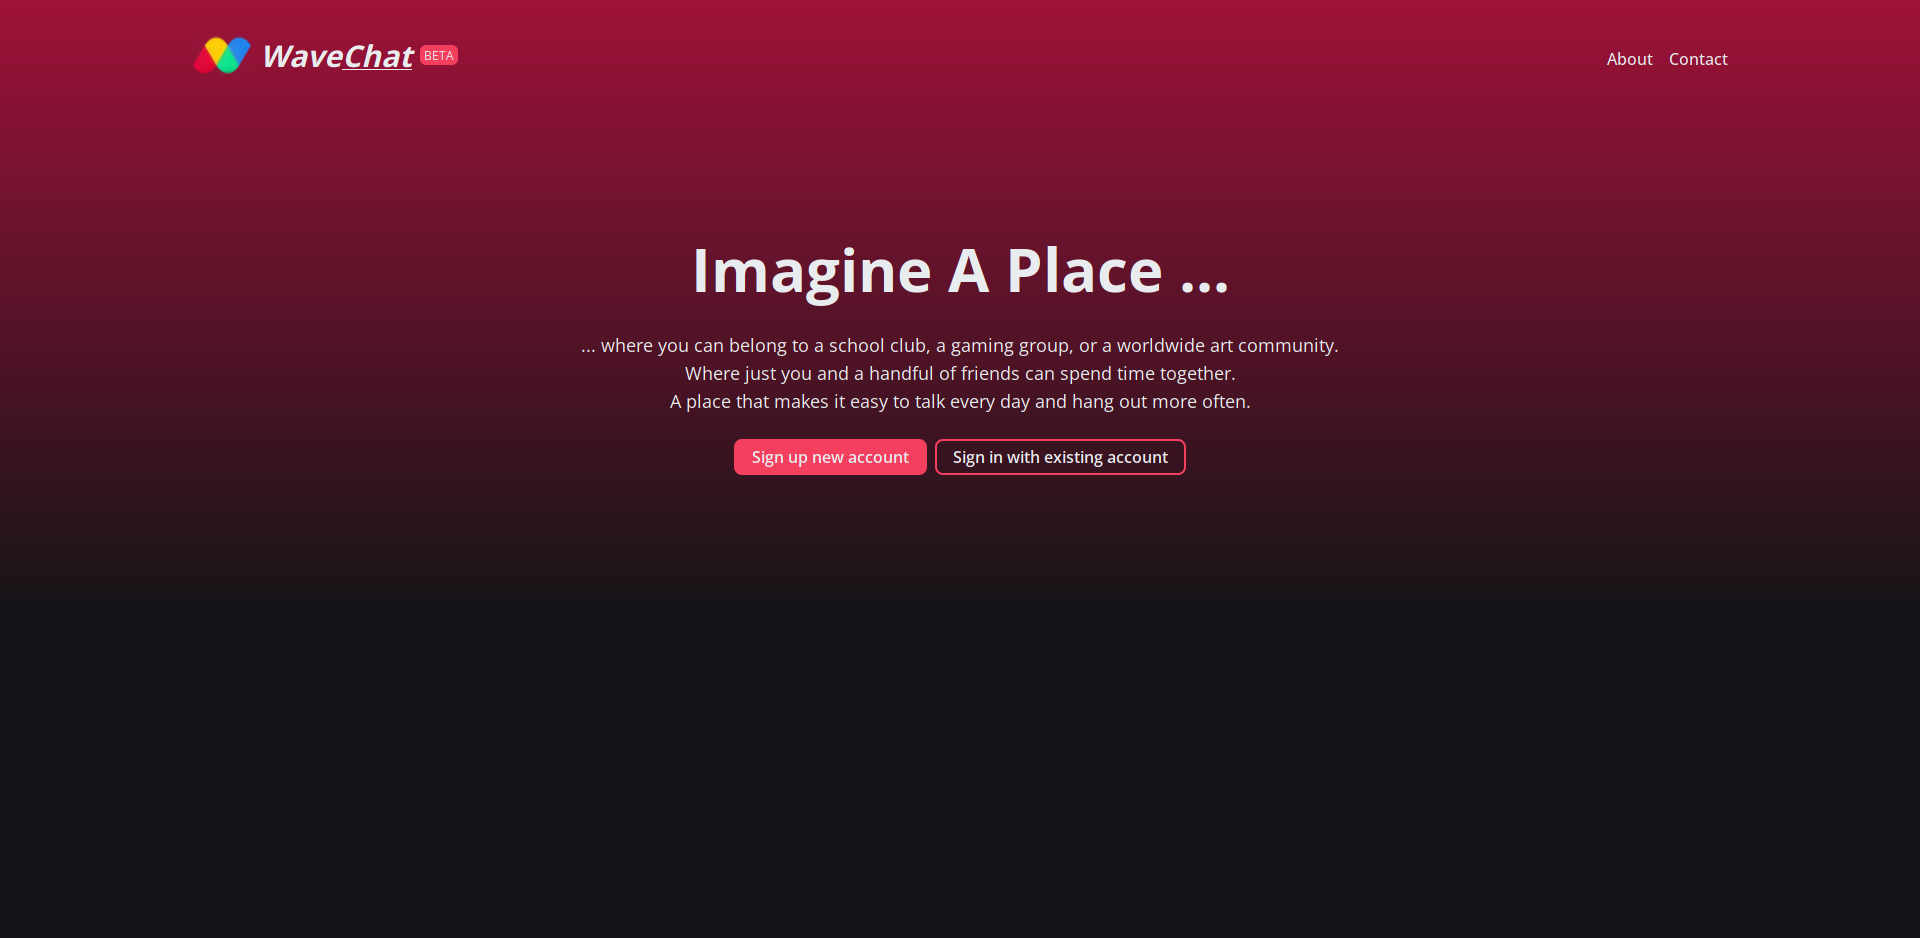 WaveChat BETA
About Contact
Imagine A Place ...
... where you can belong to a school club, a gaming group, or a worldwide art community.
Where just you and a handful of friends can spend time together.
A place that makes it easy to talk every day and hang out more often.
Sign up new account Sign in with existing account